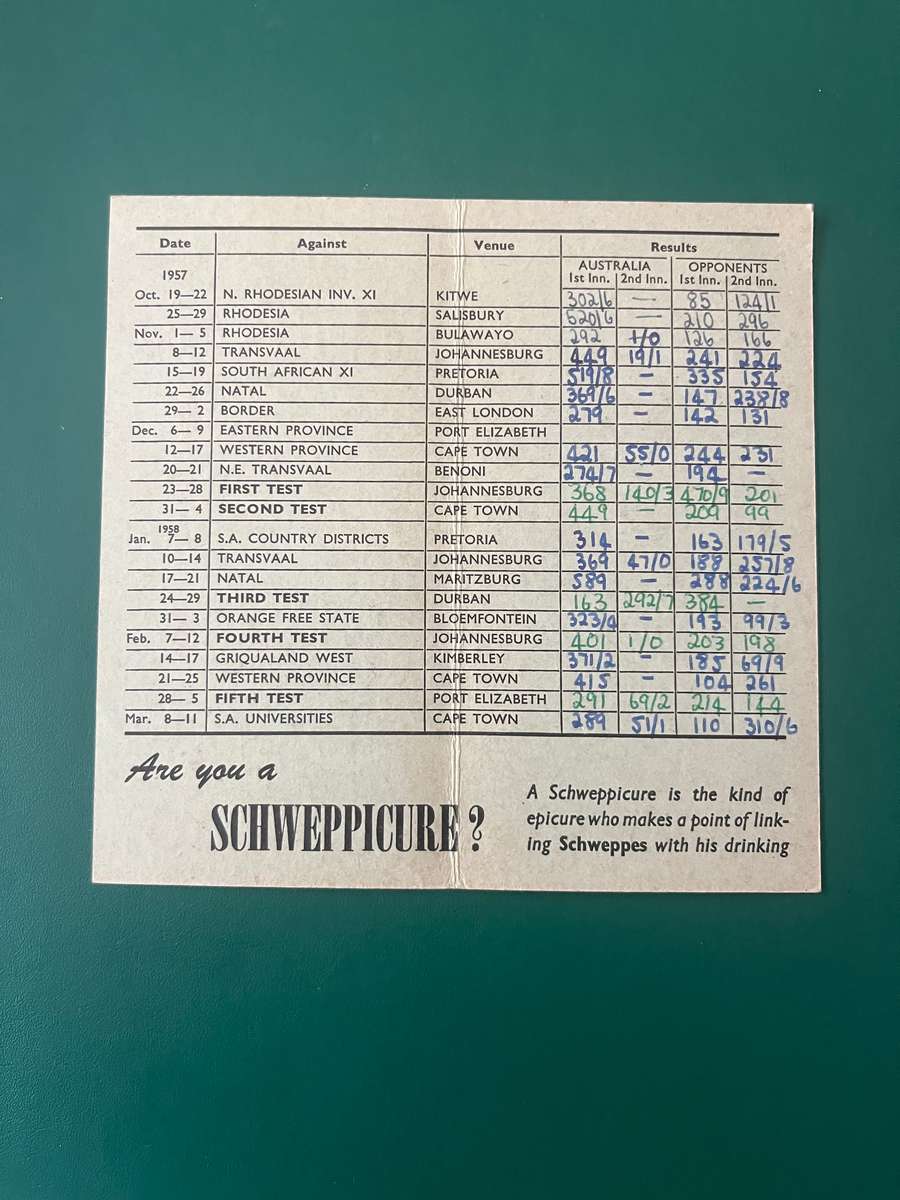 Date Against Venue Results
AUSTRALIA OPPONENTS
1957 1st Inn. 2nd Inn. 1st Inn. 2nd Inn.
Oct. 19—22 N. RHODESIAN INV. XI KITWE 302/6 — 85 124/1
25—29 RHODESIA SALISBURY 520/6 — 210 296
Nov. 1— 5 RHODESIA BULAWAYO 292 1/0 126 166
8—12 TRANSVAAL JOHANNESBURG 449 19/1 241 224
15—19 SOUTH AFRICAN XI PRETORIA 519/8 — 335 154
22—26 NATAL DURBAN 369/6 — 147 238/8
29— 2 BORDER EAST LONDON 279 — 142 131
Dec. 6— 9 EASTERN PROVINCE PORT ELIZABETH
12—17 WESTERN PROVINCE CAPE TOWN 421 55/0 244 231
20—21 N.E. TRANSVAAL BENONI 274/7 — 194 —
23—28 FIRST TEST JOHANNESBURG 368 140/3 470/9 201
31— 4 SECOND TEST CAPE TOWN 449 — 209 99
1958
Jan. 7— 8 S.A. COUNTRY DISTRICTS PRETORIA 314 — 163 179/5
10—14 TRANSVAAL JOHANNESBURG 369 47/0 188 257/8
17—21 NATAL MARITZBURG 589 — 288 224/6
24—29 THIRD TEST DURBAN 163 292/7 384 —
31— 3 ORANGE FREE STATE BLOEMFONTEIN 323/4 — 193 99/3
Feb. 7—12 FOURTH TEST JOHANNESBURG 401 1/0 203 198
14—17 GRIQUALAND WEST KIMBERLEY 371/2 — 185 69/9
21—25 WESTERN PROVINCE CAPE TOWN 415 — 104 261
28— 5 FIFTH TEST PORT ELIZABETH 291 69/2 214 144
Mar. 8—11 S.A. UNIVERSITIES CAPE TOWN 289 51/1 110 310/6
Are you a
SCHWEPPICURE ?
A Schweppicure is the kind of
epicure who makes a point of link-
ing Schweppes with his drinking